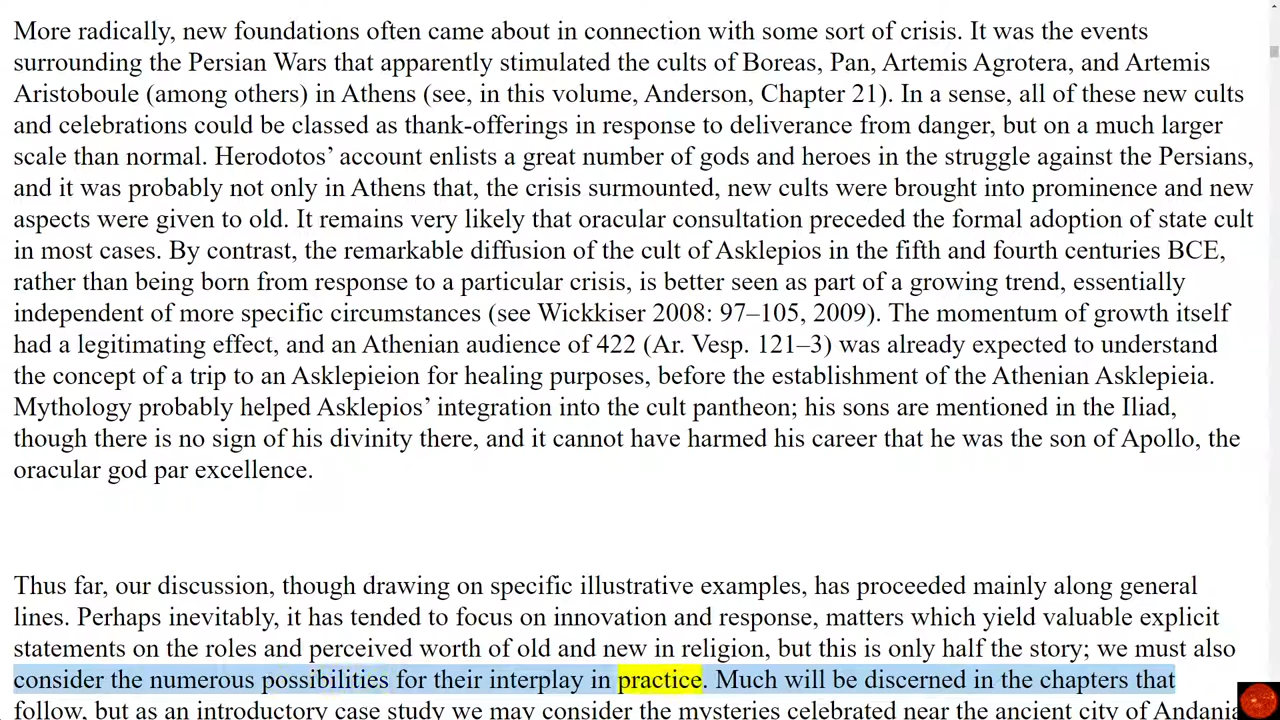 More radically, new foundations often came about in connection with some sort of crisis. It was the events
surrounding the Persian Wars that apparently stimulated the cults of Boreas, Pan, Artemis Agrotera, and Artemis
Aristoboule (among others) in Athens (see, in this volume, Anderson, Chapter 21). In a sense, all of these new cults
and celebrations could be classed as thank-offerings in response to deliverance from danger, but on a much larger
scale than normal. Herodotos’ account enlists a great number of gods and heroes in the struggle against the Persians,
and it was probably not only in Athens that, the crisis surmounted, new cults were brought into prominence and new
aspects were given to old. It remains very likely that oracular consultation preceded the formal adoption of state cult
in most cases. By contrast, the remarkable diffusion of the cult of Asklepios in the fifth and fourth centuries BCE,
rather than being born from response to a particular crisis, is better seen as part of a growing trend, essentially
independent of more specific circumstances (see Wickkiser 2008: 97–105, 2009). The momentum of growth itself
had a legitimating effect, and an Athenian audience of 422 (Ar. Vesp. 121–3) was already expected to understand
the concept of a trip to an Asklepieion for healing purposes, before the establishment of the Athenian Asklepieia.
Mythology probably helped Asklepios’ integration into the cult pantheon; his sons are mentioned in the Iliad,
though there is no sign of his divinity there, and it cannot have harmed his career that he was the son of Apollo, the
oracular god par excellence.
Thus far, our discussion, though drawing on specific illustrative examples, has proceeded mainly along general
lines. Perhaps inevitably, it has tended to focus on innovation and response, matters which yield valuable explicit
statements on the roles and perceived worth of old and new in religion, but this is only half the story; we must also
consider the numerous possibilities for their interplay in practice. Much will be discerned in the chapters that
follow, but as an introductory case study we may consider the mysteries celebrated near the ancient city of Andania